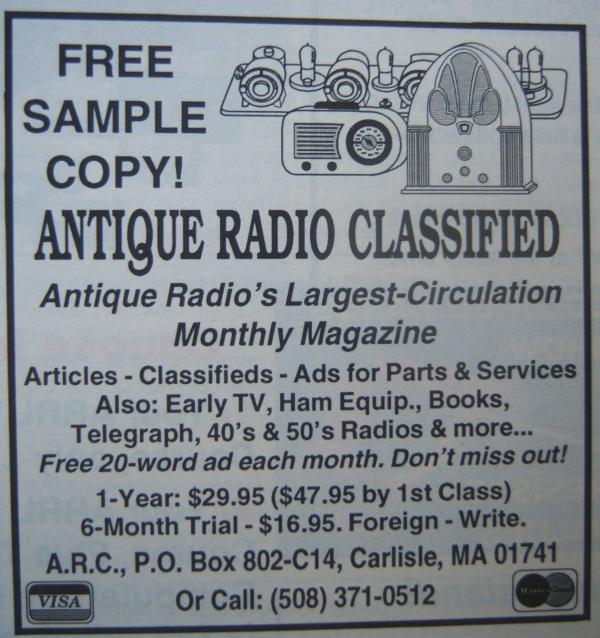 FREE
SAMPLE
COPY!
ANTIQUE RADIO CLASSIFIED
Antique Radio's Largest-Circulation
Monthly Magazine
Articles - Classifieds - Ads for Parts & Services
Also: Early TV, Ham Equip., Books,
Telegraph, 40's & 50's Radios & more...
Free 20-word ad each month. Don't miss out!
1-Year: $29.95 ($47.95 by 1st Class)
6-Month Trial - $16.95. Foreign - Write.
A.R.C., P.O. Box 802-C14, Carlisle, MA 01741
Or Call: (508) 371-0512
VISA
MasterCard